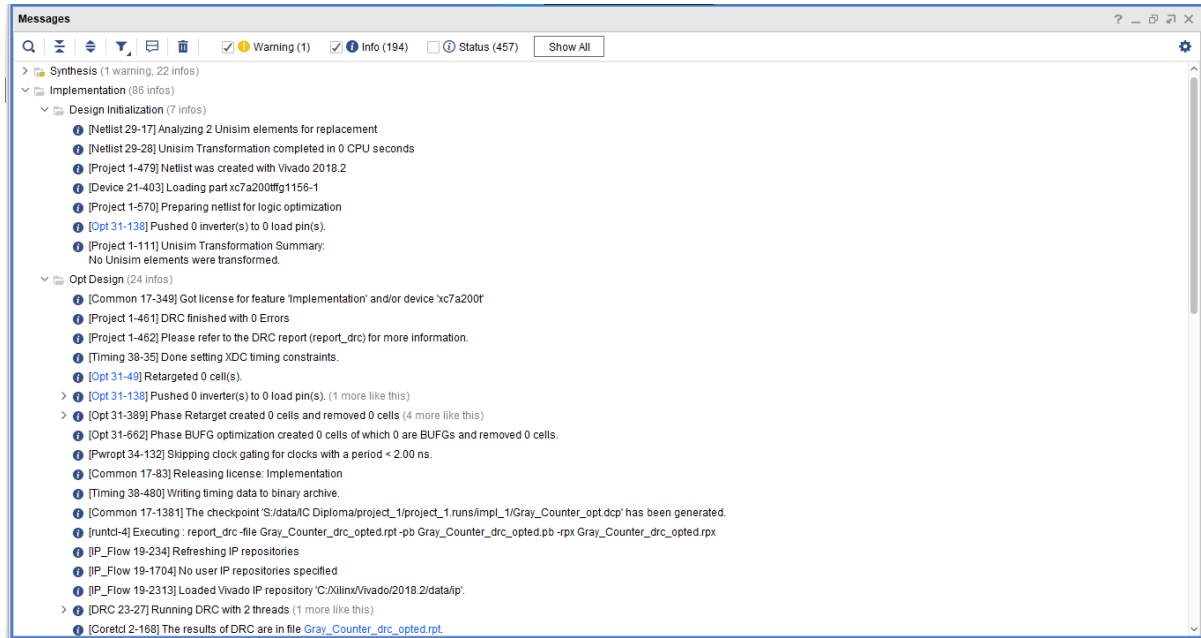 Messages
Warning (1) Info (194) Status (457) Show All
Synthesis (1 warning, 22 infos)
Implementation (86 infos)
Design Initialization (7 infos)
[Netlist 29-17] Analyzing 2 Unisim elements for replacement
[Netlist 29-28] Unisim Transformation completed in 0 CPU seconds
[Project 1-479] Netlist was created with Vivado 2018.2
[Device 21-403] Loading part xc7a200tffg1156-1
[Project 1-570] Preparing netlist for logic optimization
[Opt 31-138] Pushed 0 inverter(s) to 0 load pin(s).
[Project 1-111] Unisim Transformation Summary:
No Unisim elements were transformed.
Opt Design (24 infos)
[Common 17-349] Got license for feature 'Implementation' and/or device 'xc7a200t'
[Project 1-461] DRC finished with 0 Errors
[Project 1-462] Please refer to the DRC report (report_drc) for more information.
[Timing 38-35] Done setting XDC timing constraints.
[Opt 31-49] Retargeted 0 cell(s).
[Opt 31-138] Pushed 0 inverter(s) to 0 load pin(s). (1 more like this)
[Opt 31-389] Phase Retarget created 0 cells and removed 0 cells (4 more like this)
[Opt 31-662] Phase BUFG optimization created 0 cells of which 0 are BUFGs and removed 0 cells.
[Pwropt 34-132] Skipping clock gating for clocks with a period < 2.00 ns.
[Common 17-83] Releasing license: Implementation
[Timing 38-480] Writing timing data to binary archive.
[Common 17-1381] The checkpoint 'S:/data/IC Diploma/project_1/project_1.runs/impl_1/Gray_Counter_opt.dcp' has been generated.
[runtcl-4] Executing : report_drc -file Gray_Counter_drc_opted.rpt -pb Gray_Counter_drc_opted.pb -rpx Gray_Counter_drc_opted.rpx
[IP_Flow 19-234] Refreshing IP repositories
[IP_Flow 19-1704] No user IP repositories specified
[IP_Flow 19-2313] Loaded Vivado IP repository 'C:/Xilinx/Vivado/2018.2/data/ip'.
[DRC 23-27] Running DRC with 2 threads (1 more like this)
[Coretcl 2-168] The results of DRC are in file Gray_Counter_drc_opted.rpt.